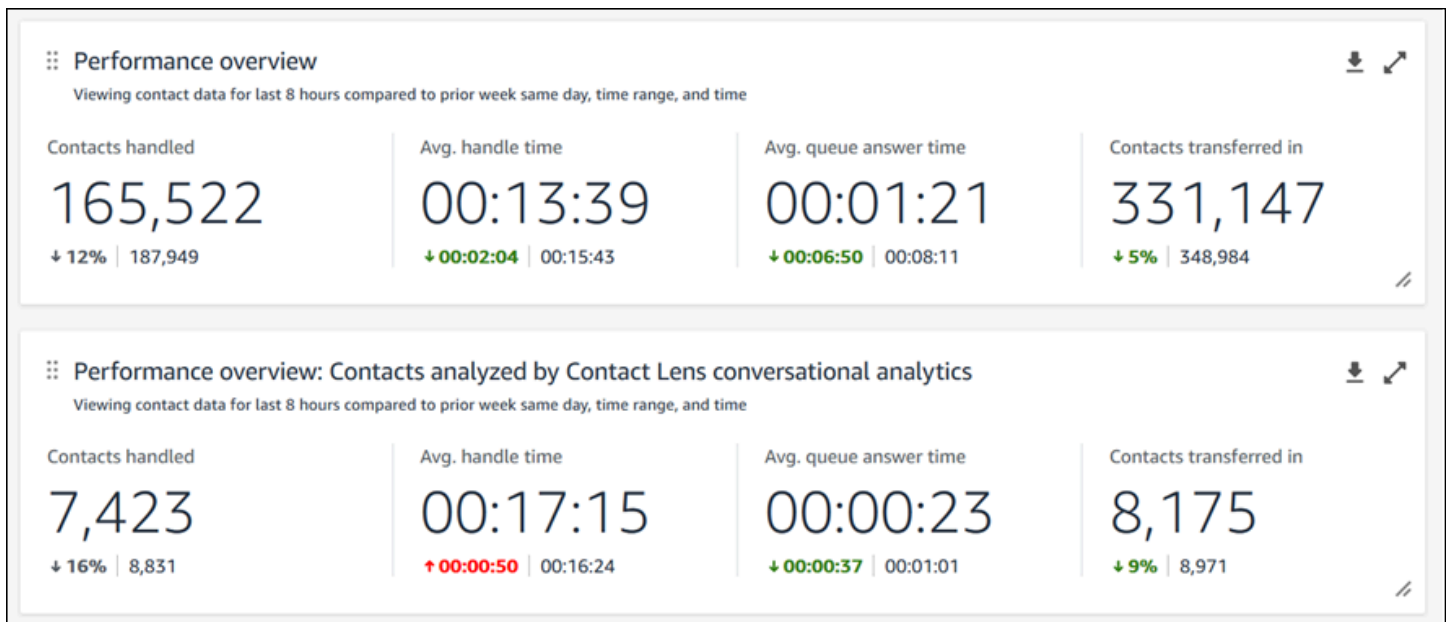 Performance overview
Viewing contact data for last 8 hours compared to prior week same day, time range, and time
Contacts handled
165,522
↓ 12% | 187,949
Avg. handle time
00:13:39
↓ 00:02:04 | 00:15:43
Avg. queue answer time
00:01:21
↓ 00:06:50 | 00:08:11
Contacts transferred in
331,147
↓ 5% | 348,984
Performance overview: Contacts analyzed by Contact Lens conversational analytics
Viewing contact data for last 8 hours compared to prior week same day, time range, and time
Contacts handled
7,423
↓ 16% | 8,831
Avg. handle time
00:17:15
↑ 00:00:50 | 00:16:24
Avg. queue answer time
00:00:23
↓ 00:00:37 | 00:01:01
Contacts transferred in
8,175
↓ 9% | 8,971